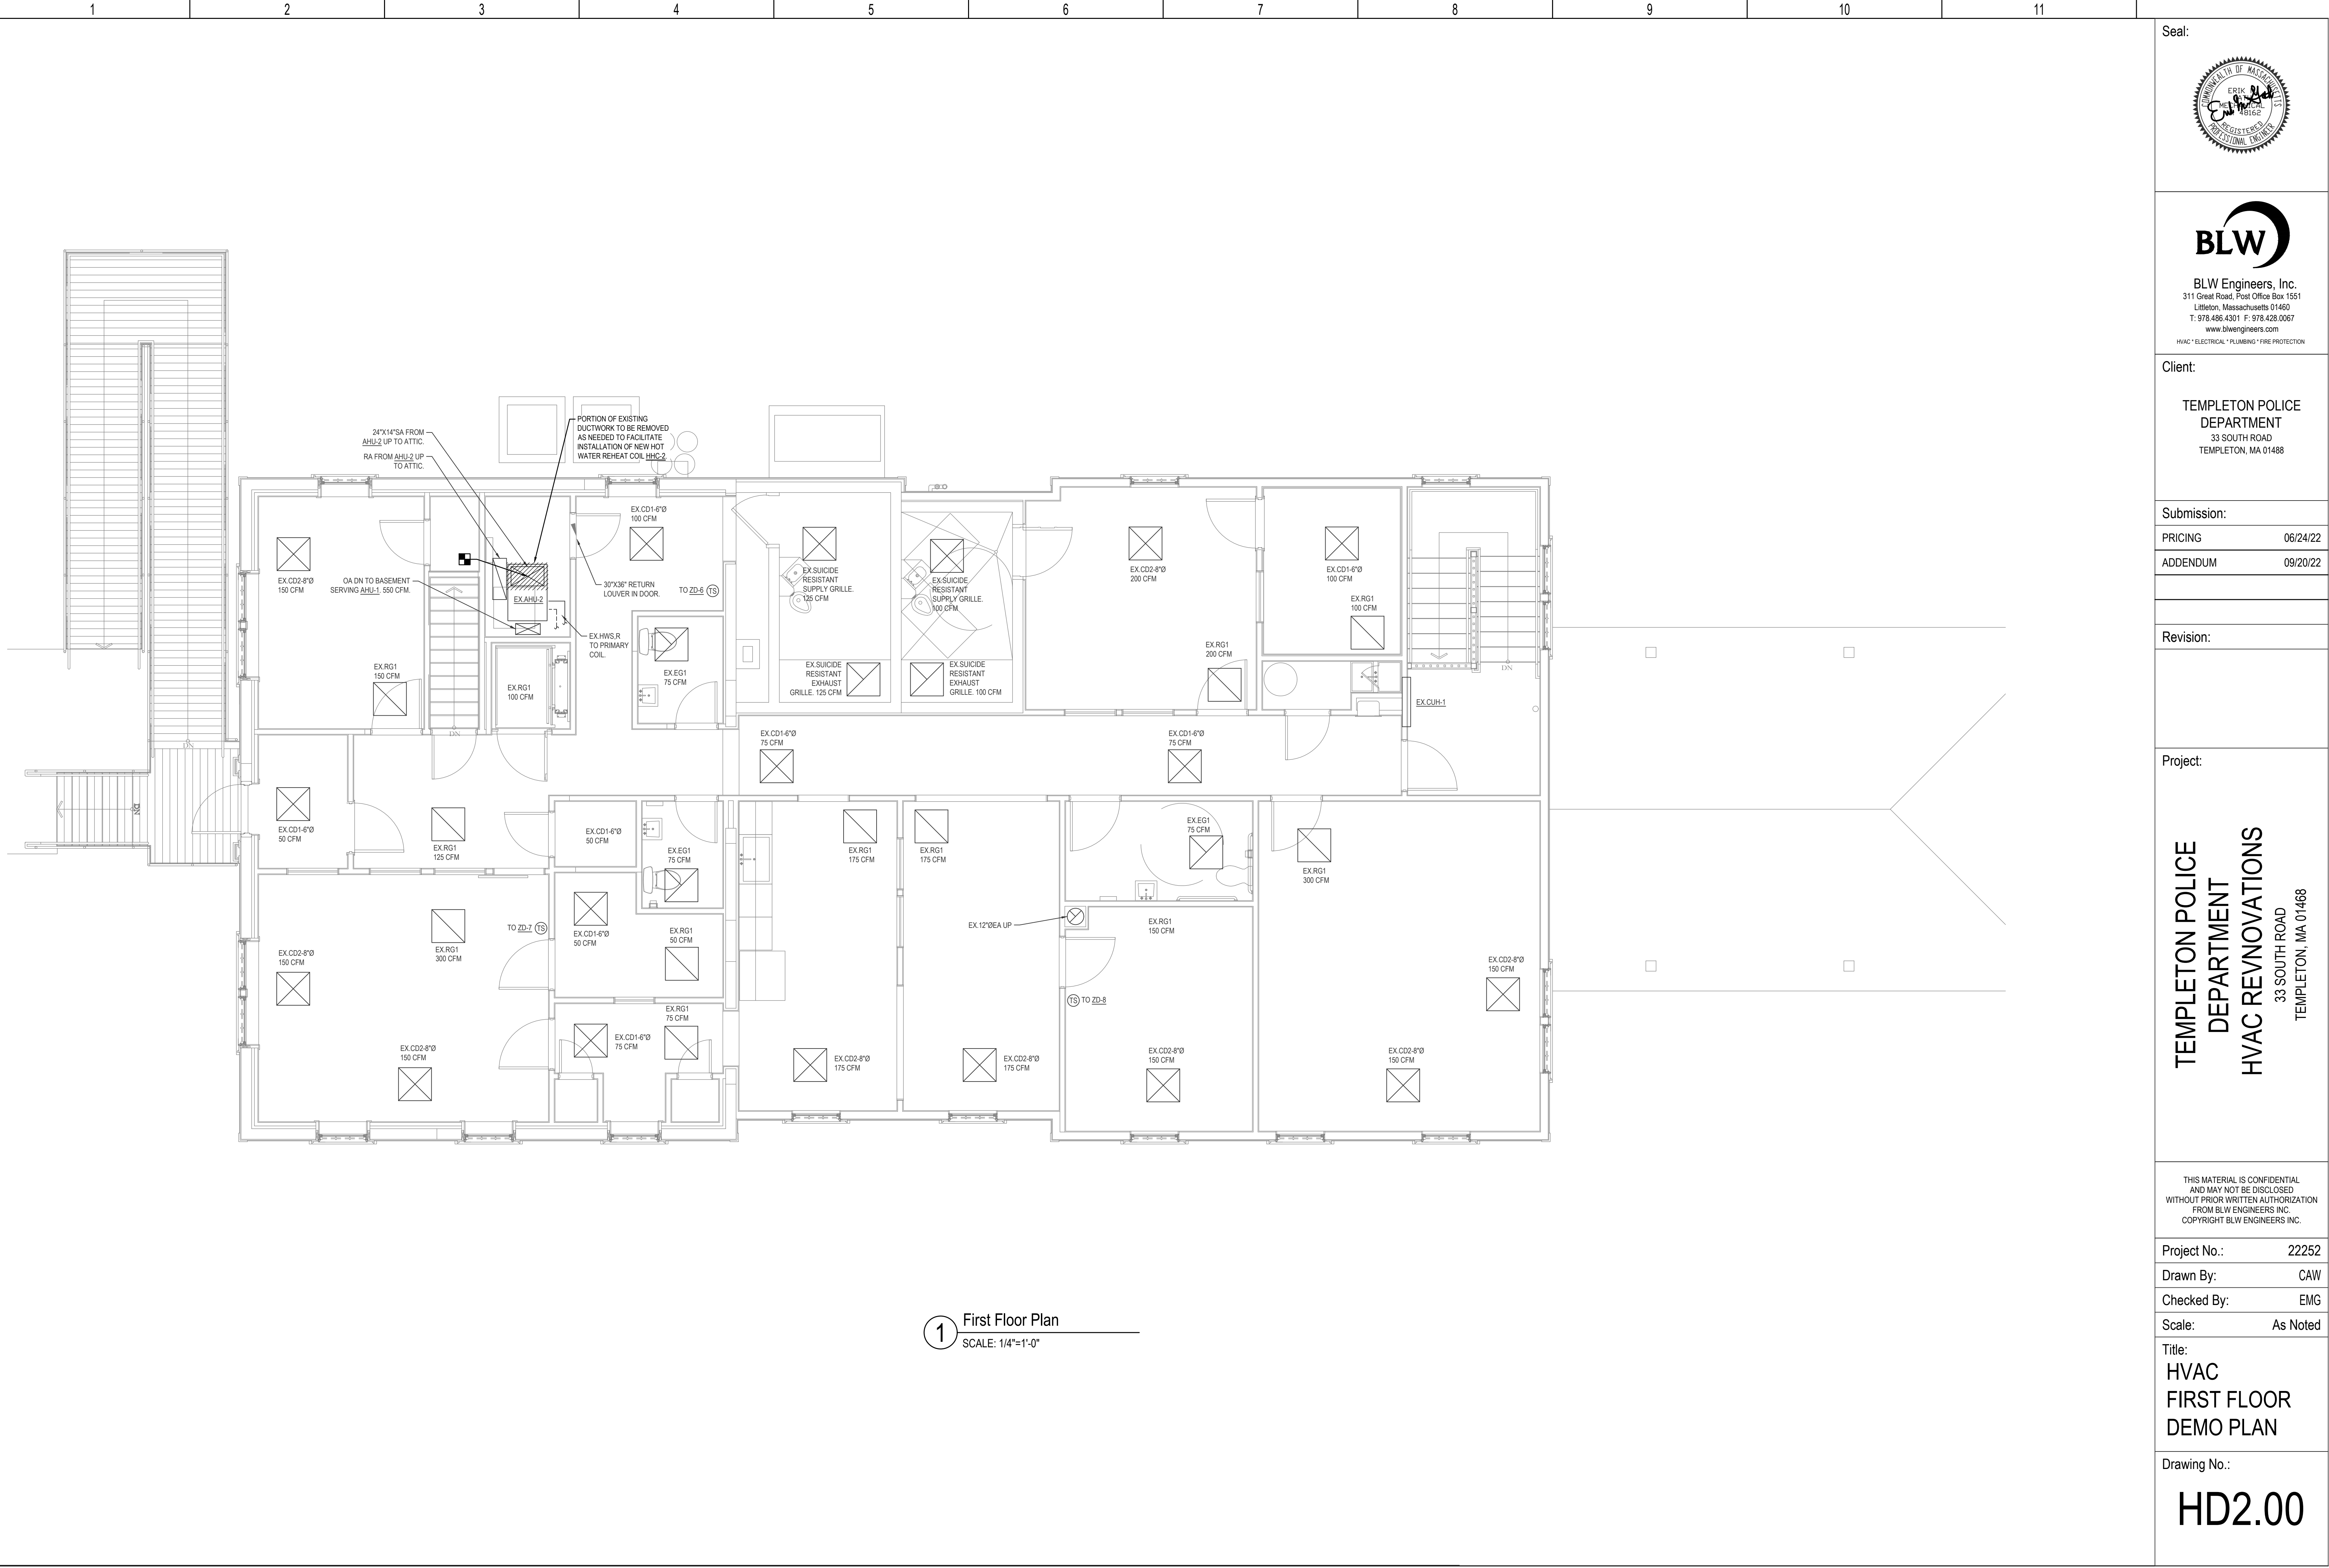 1
2
3
4
5
6
7
8
9
10
11
Seal:
COMMONWEALTH OF MASSACHUSETTS
ERIK
MECHANICAL
48162
REGISTERED
PROFESSIONAL ENGINEER
BLW
BLW Engineers, Inc.
311 Great Road, Post Office Box 1551
Littleton, Massachusetts 01460
T: 978.486.4301 F: 978.428.0067
www.blwengineers.com
HVAC * ELECTRICAL * PLUMBING * FIRE PROTECTION
Client:
TEMPLETON POLICE
DEPARTMENT
33 SOUTH ROAD
TEMPLETON, MA 01488
Submission:
PRICING 06/24/22
ADDENDUM 09/20/22
Revision:
Project:
TEMPLETON POLICE
DEPARTMENT
HVAC REVNOVATIONS
33 SOUTH ROAD
TEMPLETON, MA 01468
THIS MATERIAL IS CONFIDENTIAL
AND MAY NOT BE DISCLOSED
WITHOUT PRIOR WRITTEN AUTHORIZATION
FROM BLW ENGINEERS INC.
COPYRIGHT BLW ENGINEERS INC.
Project No.: 22252
Drawn By: CAW
Checked By: EMG
Scale: As Noted
Title:
HVAC
FIRST FLOOR
DEMO PLAN
Drawing No.:
HD2.00
24"X14"SA FROM
AHU-2 UP TO ATTIC.
RA FROM AHU-2 UP
TO ATTIC.
PORTION OF EXISTING
DUCTWORK TO BE REMOVED
AS NEEDED TO FACILITATE
INSTALLATION OF NEW HOT
WATER REHEAT COIL HHC-2.
EX.CD2-8"Ø
150 CFM
OA DN TO BASEMENT
SERVING AHU-1. 550 CFM.
EX.AHU-2
EX.HWS,R
TO PRIMARY
COIL.
30"X36" RETURN
LOUVER IN DOOR.
EX.CD1-6"Ø
100 CFM
TO ZD-6 TS
EX.SUICIDE
RESISTANT
SUPPLY GRILLE.
125 CFM
EX.SUICIDE
RESISTANT
SUPPLY GRILLE.
100 CFM
EX.CD2-8"Ø
200 CFM
EX.CD1-6"Ø
100 CFM
EX.RG1
100 CFM
EX.RG1
150 CFM
EX.RG1
100 CFM
EX.EG1
75 CFM
EX.SUICIDE
RESISTANT
EXHAUST
GRILLE. 125 CFM
EX.SUICIDE
RESISTANT
EXHAUST
GRILLE. 100 CFM
EX.RG1
200 CFM
EX.CUH-1
DN
DN
DN
DN
EX.CD1-6"Ø
75 CFM
EX.CD1-6"Ø
75 CFM
EX.CD1-6"Ø
50 CFM
EX.RG1
125 CFM
EX.CD1-6"Ø
50 CFM
EX.EG1
75 CFM
EX.RG1
175 CFM
EX.RG1
175 CFM
EX.EG1
75 CFM
EX.RG1
300 CFM
EX.CD2-8"Ø
150 CFM
EX.RG1
300 CFM
TO ZD-7 TS
EX.CD1-6"Ø
50 CFM
EX.RG1
50 CFM
EX.12"ØEA UP
EX.RG1
150 CFM
TS TO ZD-8
EX.CD2-8"Ø
150 CFM
EX.CD2-8"Ø
150 CFM
EX.CD1-6"Ø
75 CFM
EX.RG1
75 CFM
EX.CD2-8"Ø
175 CFM
EX.CD2-8"Ø
175 CFM
EX.CD2-8"Ø
150 CFM
EX.CD2-8"Ø
150 CFM
1
First Floor Plan
SCALE: 1/4"=1'-0"